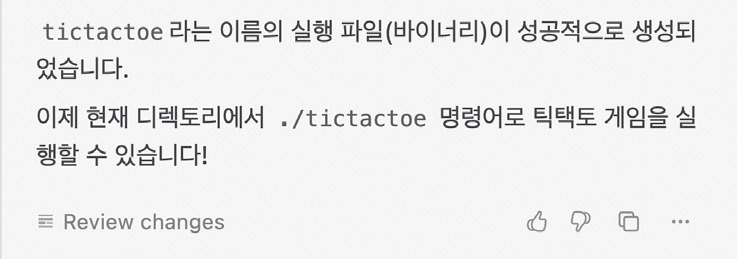 tictactoe 라는 이름의 실행 파일(바이너리)이 성공적으로 생성되
었습니다.
이제 현재 디렉토리에서 ./tictactoe 명령어로 틱택토 게임을 실
행할 수 있습니다!
Review changes